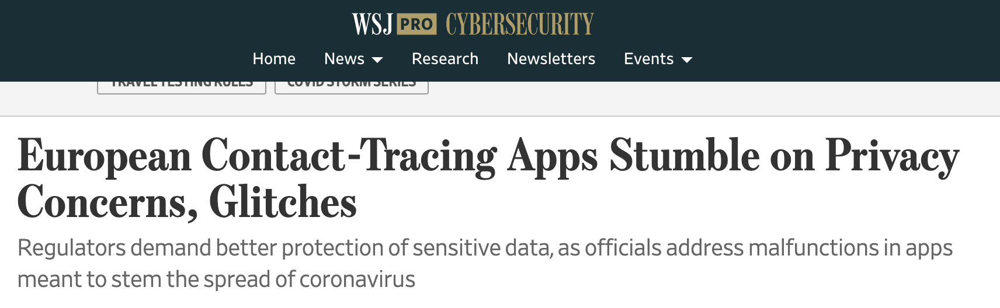 WSJ PRO CYBERSECURITY
Home News Research Newsletters Events
TRAVEL TESTING RULES COVID STORM SERIES
European Contact-Tracing Apps Stumble on Privacy
Concerns, Glitches
Regulators demand better protection of sensitive data, as officials address malfunctions in apps
meant to stem the spread of coronavirus